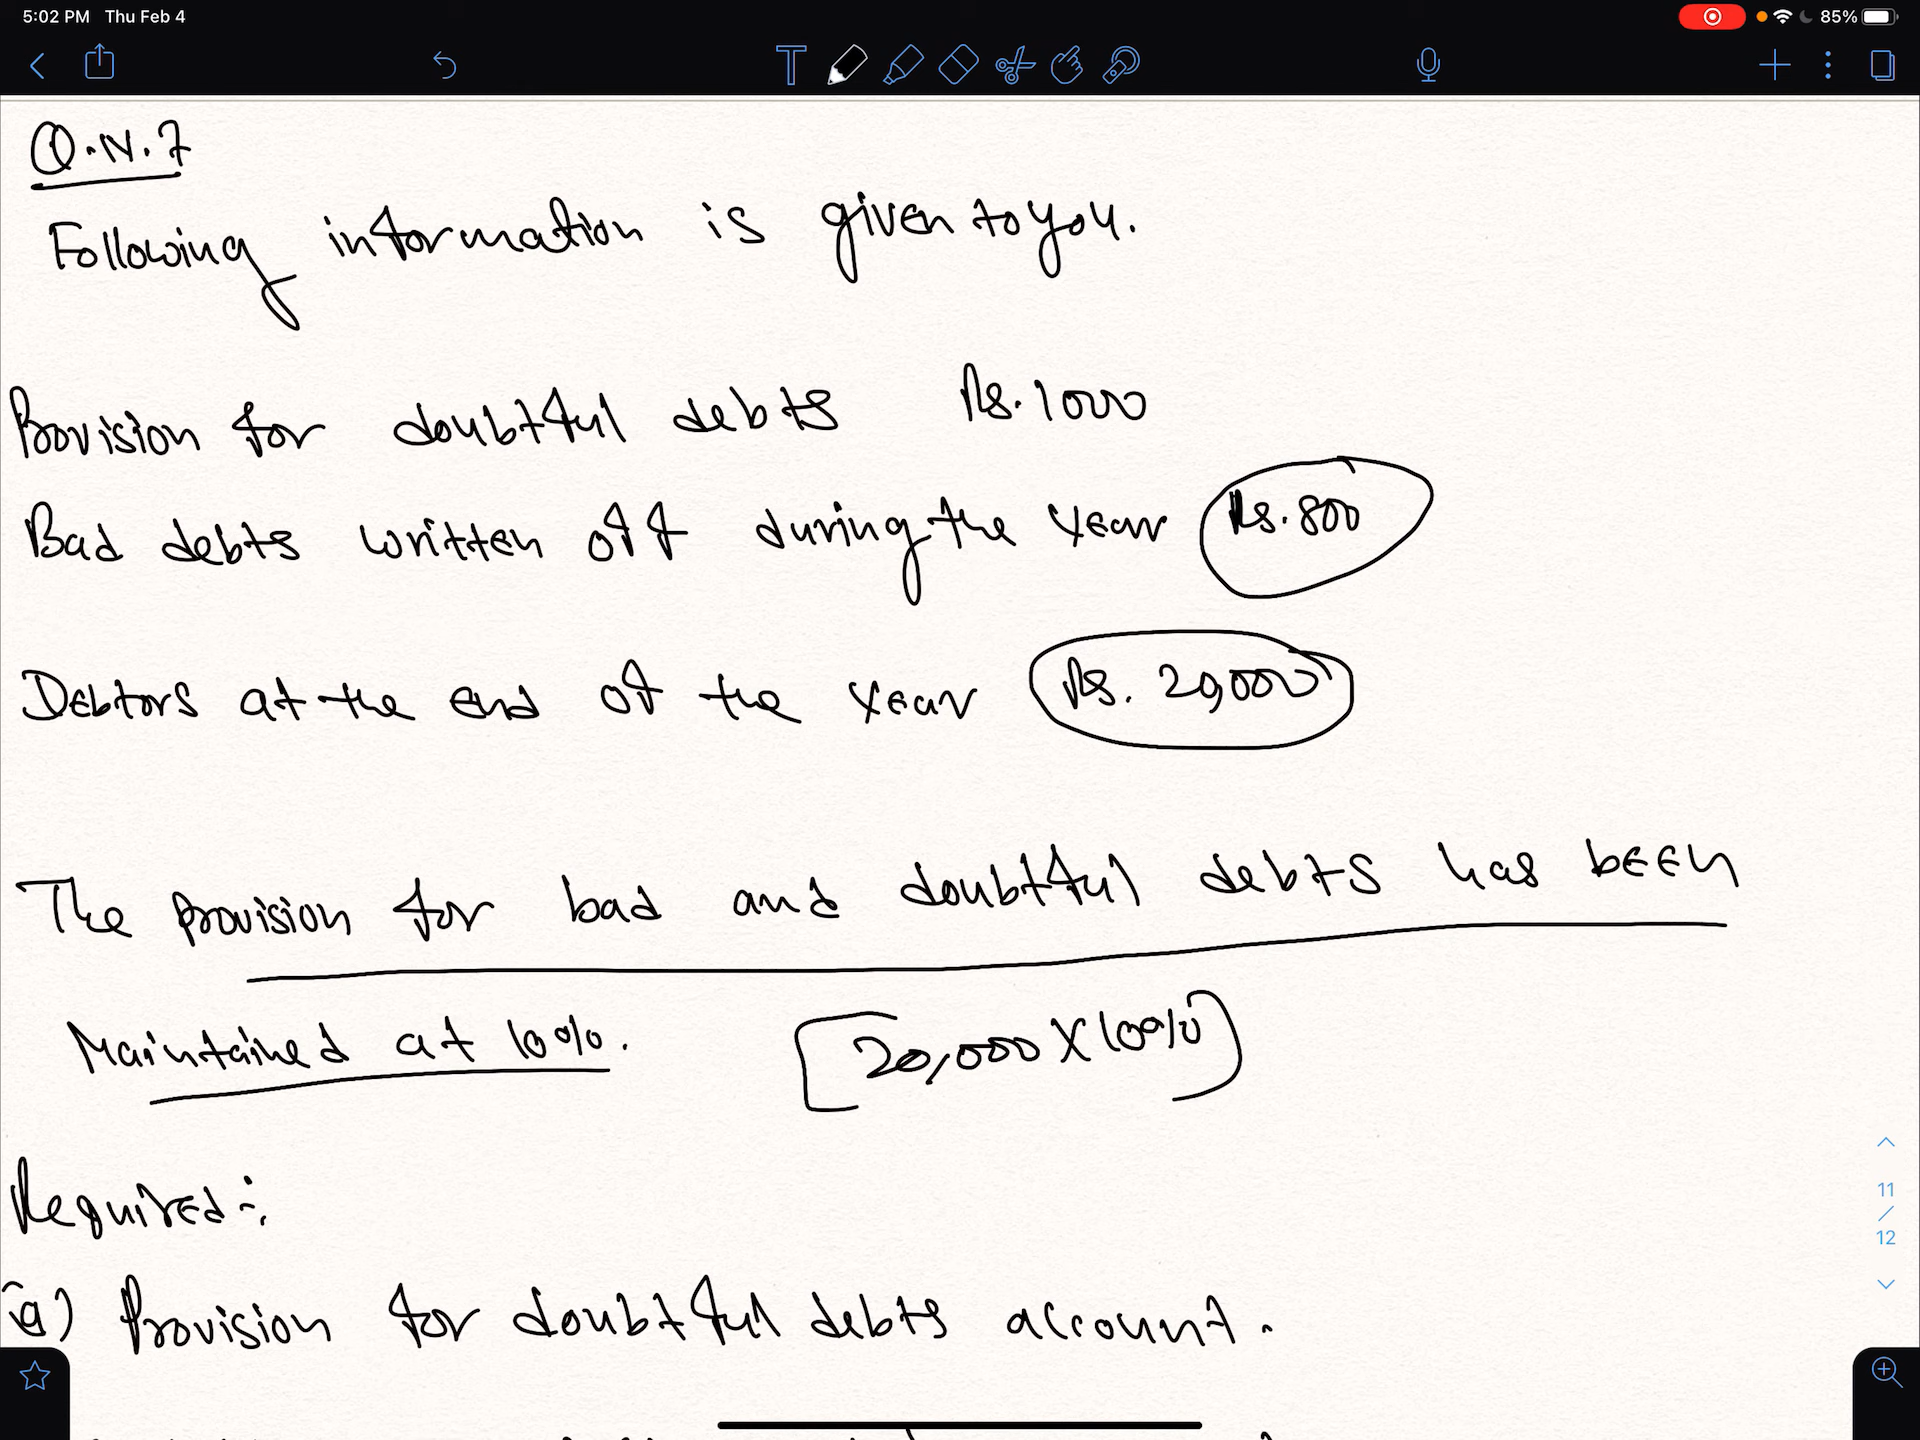 5:02 PM Thu Feb 4
85%
T
Q.N.7
Following information is given to you.
Provision for doubtful debts Rs. 1000
Bad debts written off during the year Rs. 800
Debtors at the end of the year Rs. 20,000
The provision for bad and doubtful debts has been
Maintained at 10%. [20,000 X 10%]
Required :-
11
/
12
a) Provision for doubtful debts account.